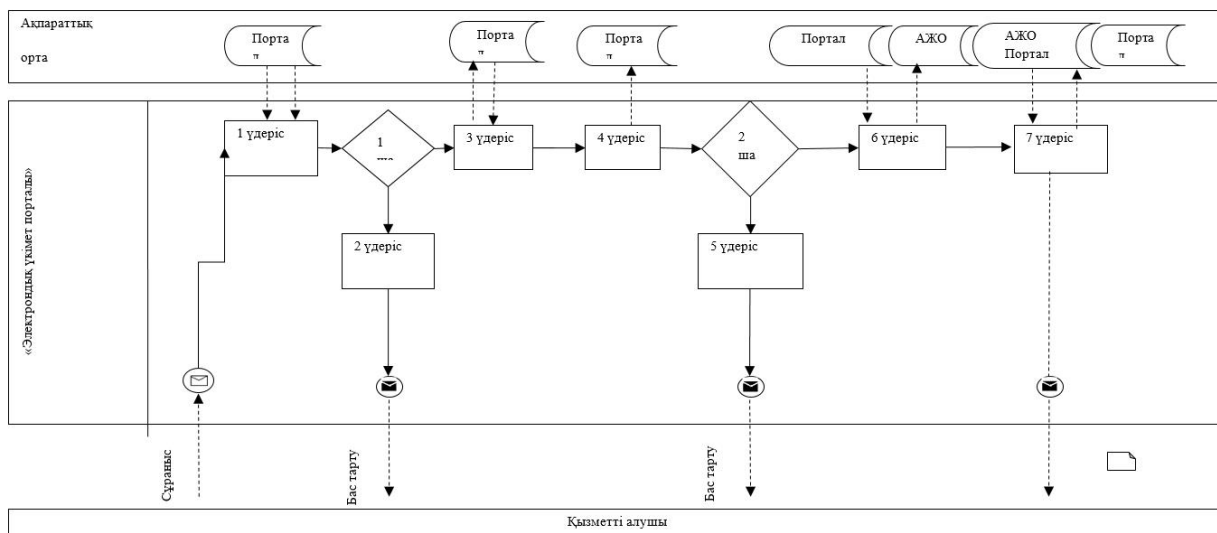 Ақпараттық
орта
Порта
Порта
Порта
Портал
АЖО
АЖО
Портал
Порта
«Электрондық үкімет порталы»
1 үдеріс
1
3 үдеріс
4 үдеріс
2
ша
6 үдеріс
7 үдеріс
2 үдеріс
5 үдеріс
Сұраныс
Бас тарту
Бас тарту
Қызметті алушы